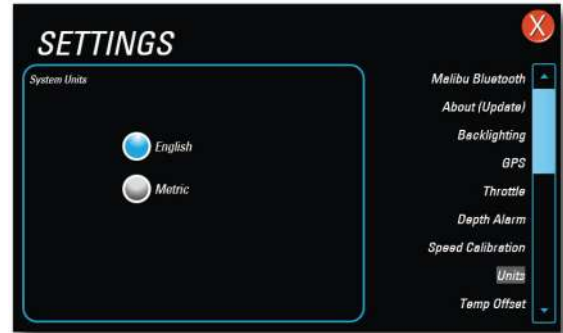 SETTINGS
X
System Units
English
Metric
Malibu Bluetooth
About (Update)
Backlighting
GPS
Throttle
Depth Alarm
Speed Calibration
Units
Temp Offset